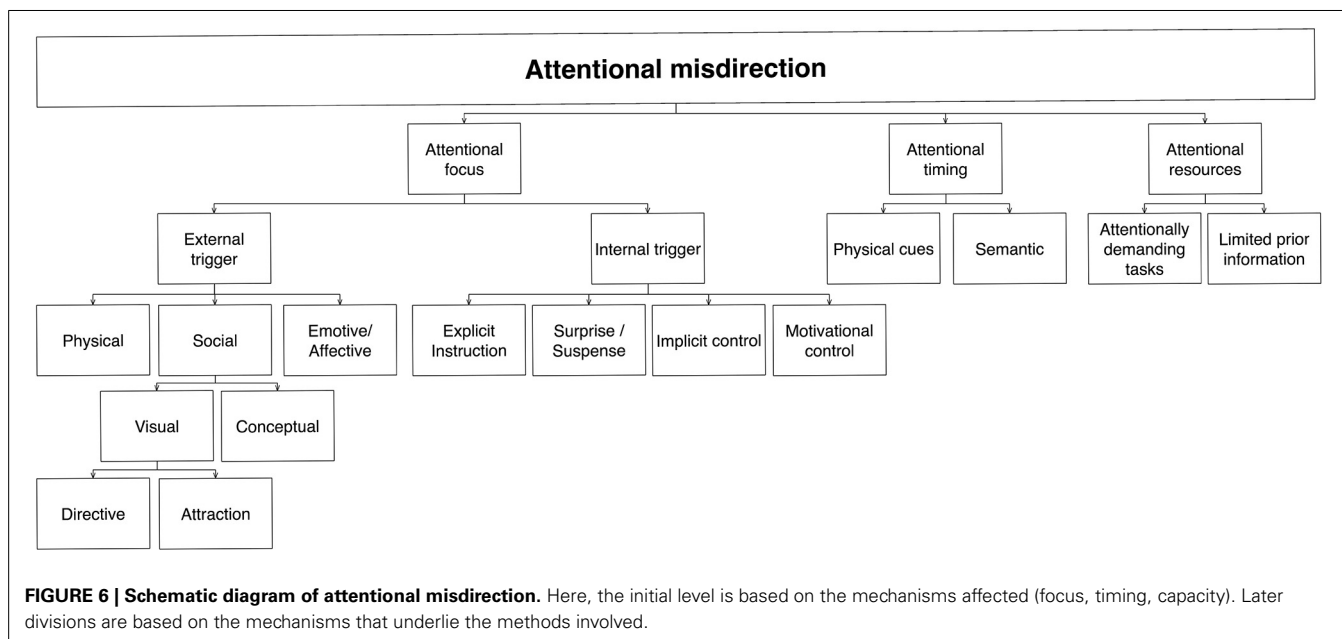 Attentional misdirection
Attentional
focus
Attentional
timing
Attentional
resources
External
trigger
Internal trigger
Physical cues
Semantic
Attentionally
demanding
tasks
Limited prior
information
Physical
Social
Emotive/
Affective
Explicit
Instruction
Surprise /
Suspense
Implicit control
Motivational
control
Visual
Conceptual
Directive
Attraction
FIGURE 6 | Schematic diagram of attentional misdirection. Here, the initial level is based on the mechanisms affected (focus, timing, capacity). Later
divisions are based on the mechanisms that underlie the methods involved.